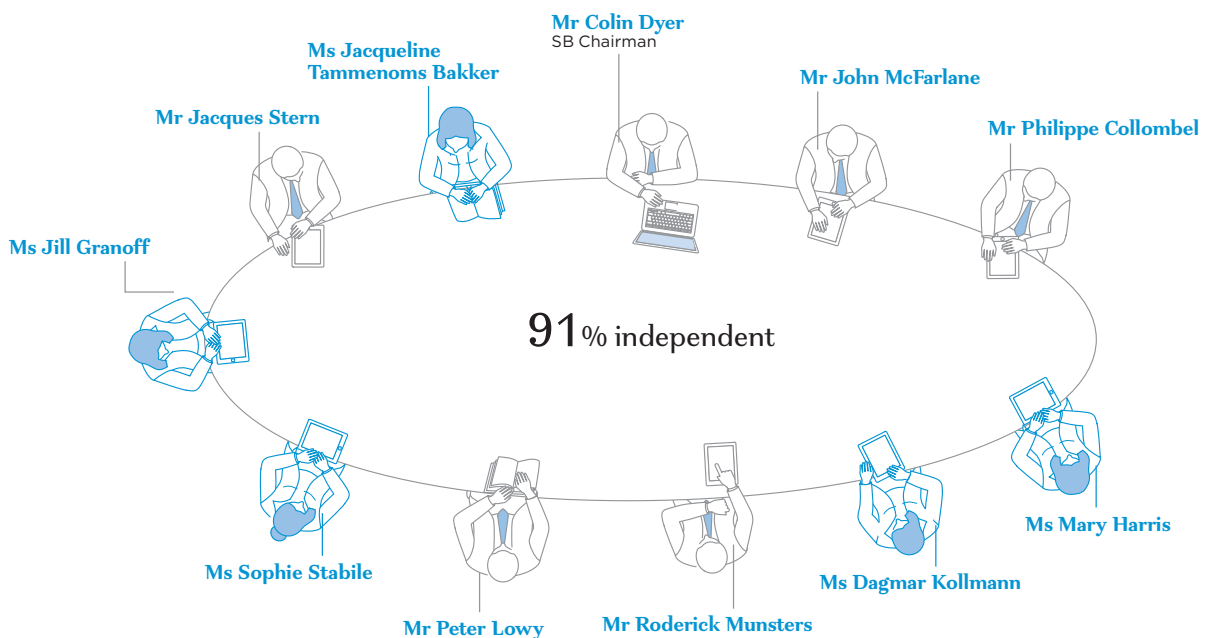 Mr Colin Dyer
SB Chairman
Ms Jacqueline
Tammenoms Bakker
Mr John McFarlane
Mr Jacques Stern
Mr Philippe Collombel
Ms Jill Granoff
91% independent
Ms Mary Harris
Ms Sophie Stabile
Ms Dagmar Kollmann
Mr Peter Lowy
Mr Roderick Munsters